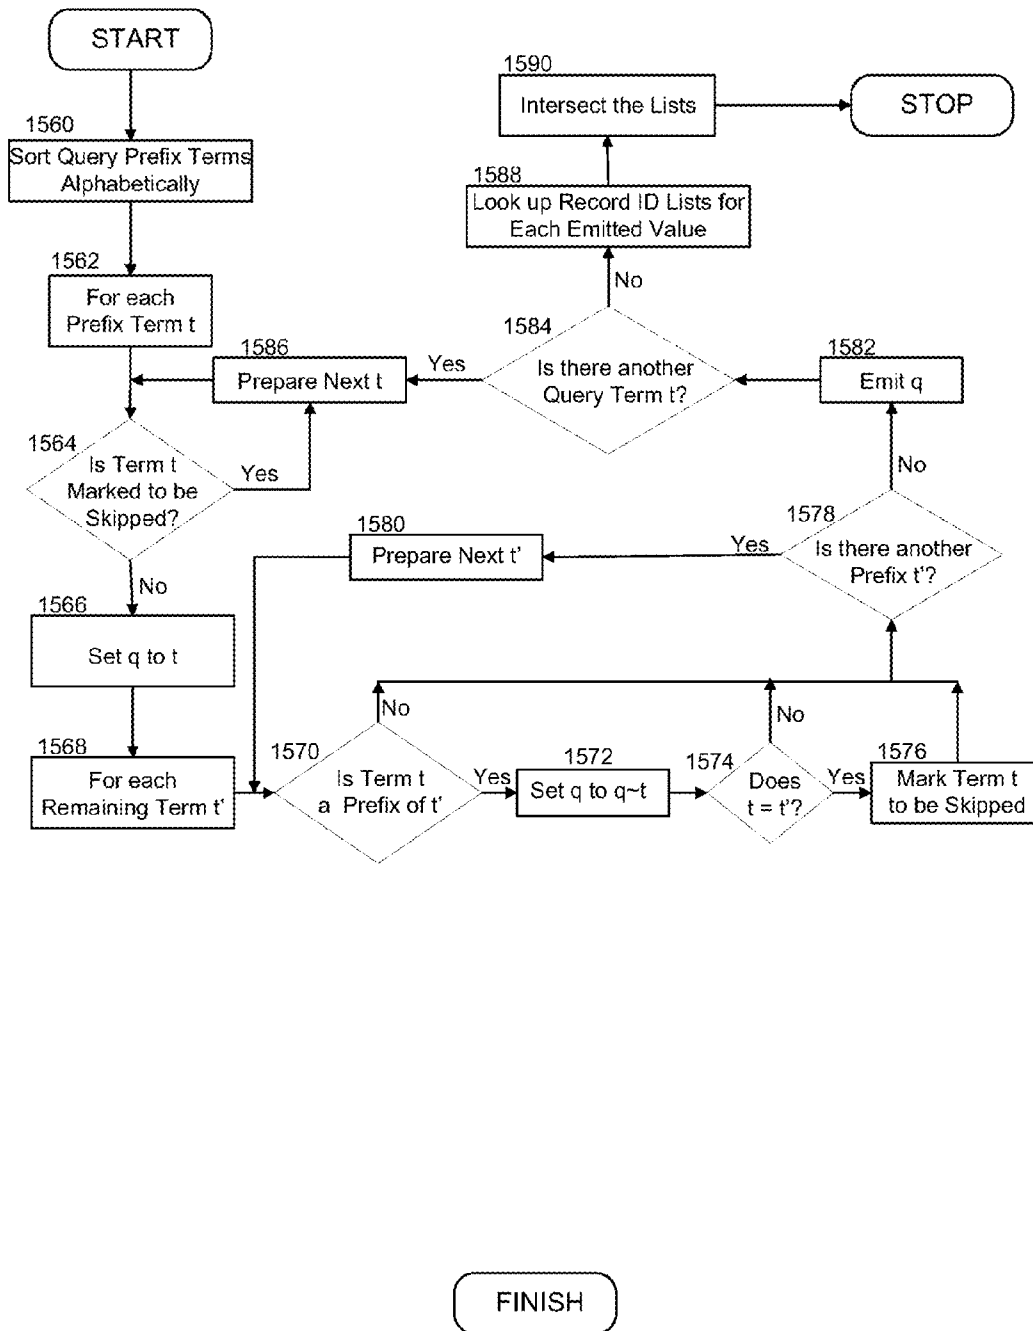 START
1560
Sort Query Prefix Terms
Alphabetically
1562
For each
Prefix Term t
1564
Is Term t
Marked to be
Skipped?
Yes
No
1566
Set q to t
1568
For each
Remaining Term t'
1570
Is Term t
a Prefix of t'
No
Yes
1572
Set q to q~t
1574
Does
t = t'?
No
Yes
1576
Mark Term t
to be Skipped
1578
Is there another
Prefix t'?
Yes
No
1580
Prepare Next t'
1582
Emit q
1584
Is there another
Query Term t?
Yes
No
1586
Prepare Next t
1588
Look up Record ID Lists for
Each Emitted Value
1590
Intersect the Lists
STOP
FINISH